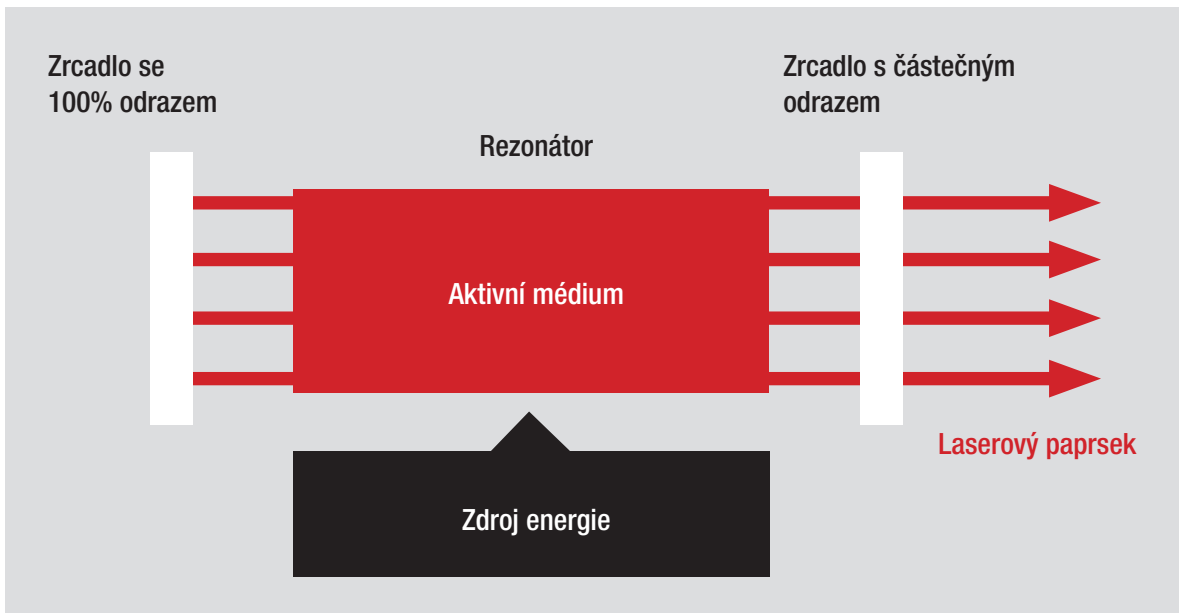 Zrcadlo se
100% odrazem
Zrcadlo s částečným
odrazem
Rezonátor
Aktivní médium
Laserový paprsek
Zdroj energie